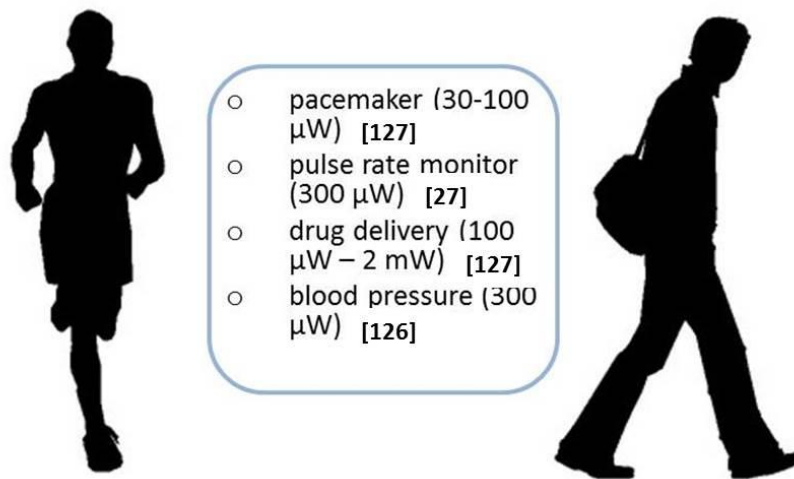 ○ pacemaker (30-100
μW) [127]
○ pulse rate monitor
(300 μW) [27]
○ drug delivery (100
μW – 2 mW) [127]
○ blood pressure (300
μW) [126]